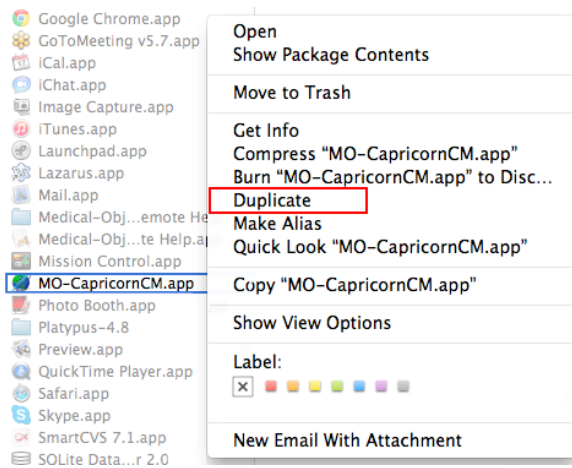 Google Chrome.app
GoToMeeting v5.7.app
iCal.app
iChat.app
Image Capture.app
iTunes.app
Launchpad.app
Lazarus.app
Mail.app
Medical-Obj...emote He
Medical-Obj...te Help.a
Mission Control.app
MO-CapricornCM.app
Photo Booth.app
Platypus-4.8
Preview.app
QuickTime Player.app
Safari.app
Skype.app
SmartCVS 7.1.app
SQLite Data...r 2.0
Open
Show Package Contents
Move to Trash
Get Info
Compress “MO-CapricornCM.app”
Burn “MO-CapricornCM.app” to Disc...
Duplicate
Make Alias
Quick Look “MO-CapricornCM.app”
Copy “MO-CapricornCM.app”
Show View Options
Label:
New Email With Attachment